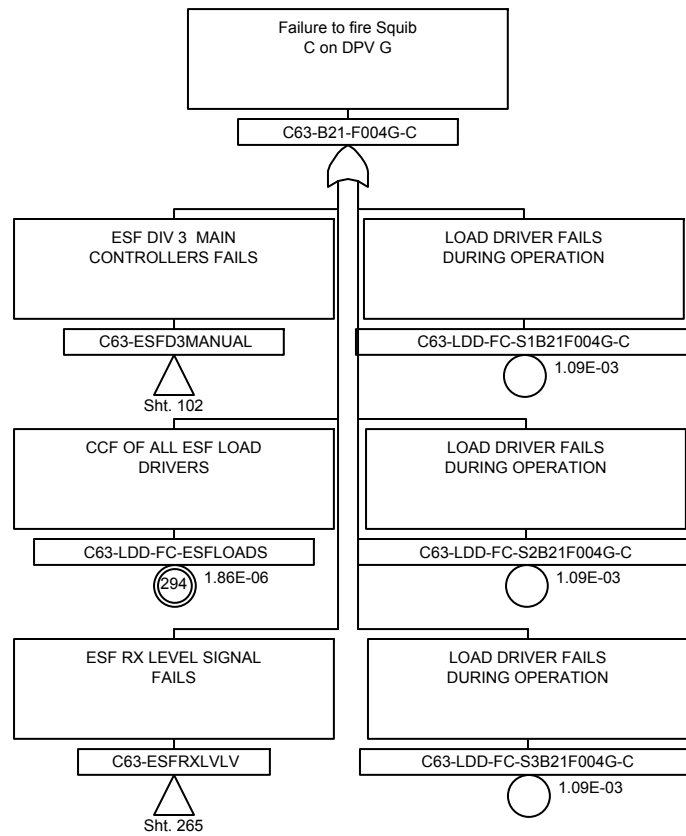 Failure to fire Squib
C on DPV G
C63-B21-F004G-C
ESF DIV 3 MAIN
CONTROLLERS FAILS
C63-ESFD3MANUAL
Sht. 102
LOAD DRIVER FAILS
DURING OPERATION
C63-LDD-FC-S1B21F004G-C
1.09E-03
CCF OF ALL ESF LOAD
DRIVERS
C63-LDD-FC-ESFLOADS
294
1.86E-06
LOAD DRIVER FAILS
DURING OPERATION
C63-LDD-FC-S2B21F004G-C
1.09E-03
ESF RX LEVEL SIGNAL
FAILS
C63-ESFRXLVLV
Sht. 265
LOAD DRIVER FAILS
DURING OPERATION
C63-LDD-FC-S3B21F004G-C
1.09E-03